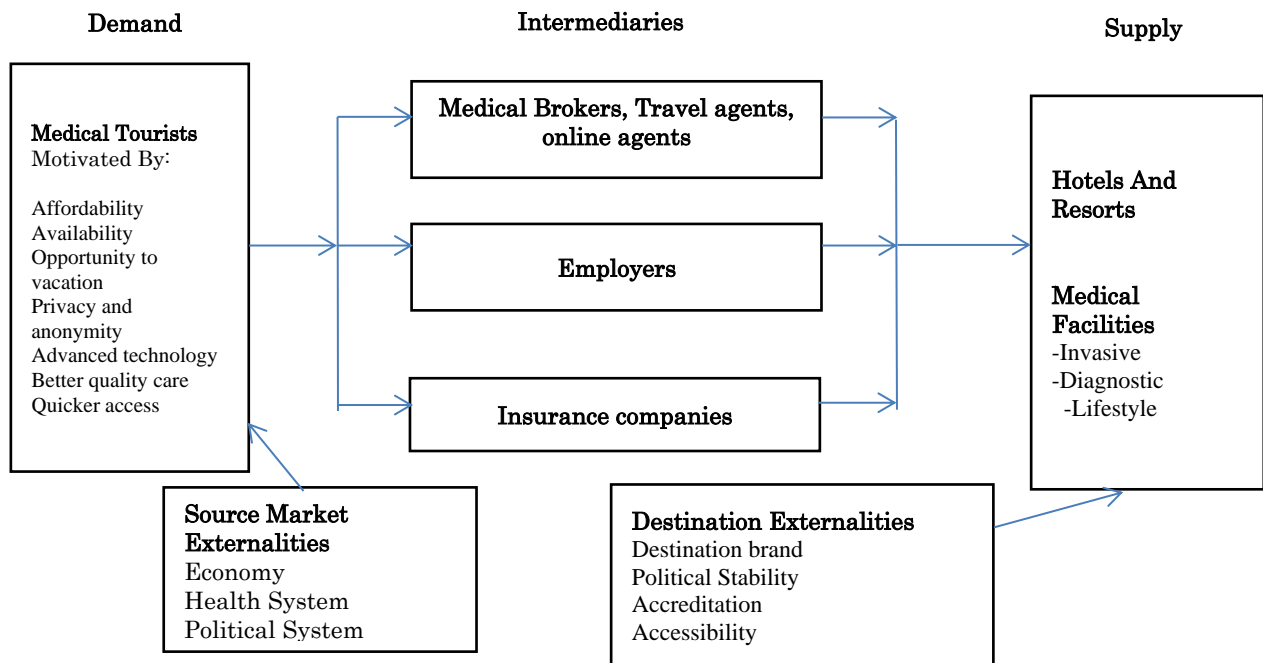 Demand
Intermediaries
Supply
Medical Tourists
Motivated By:
Affordability
Availability
Opportunity to
vacation
Privacy and
anonymity
Advanced technology
Better quality care
Quicker access
Medical Brokers, Travel agents,
online agents
Employers
Insurance companies
Hotels And
Resorts
Medical
Facilities
-Invasive
-Diagnostic
-Lifestyle
Source Market
Externalities
Economy
Health System
Political System
Destination Externalities
Destination brand
Political Stability
Accreditation
Accessibility